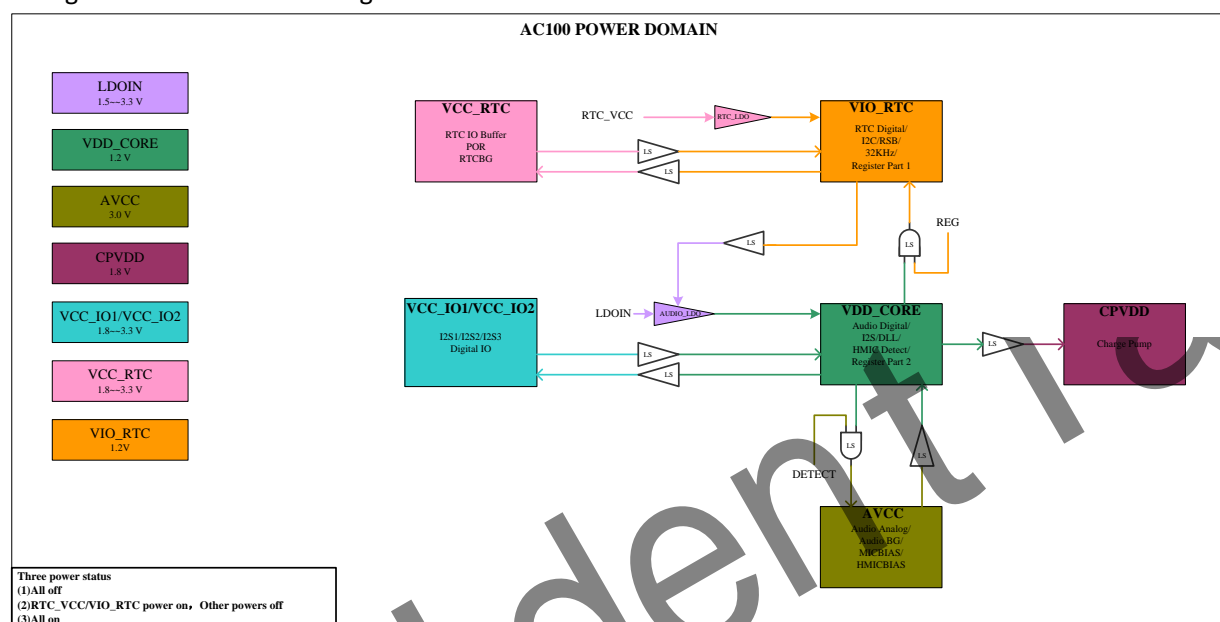 AC100 POWER DOMAIN
LDOIN
1.5~~3.3 V
VDD_CORE
1.2 V
AVCC
3.0 V
CPVDD
1.8 V
VCC_IO1/VCC_IO2
1.8~~3.3 V
VCC_RTC
1.8~~3.3 V
VIO_RTC
1.2V
VCC_RTC
RTC IO Buffer
POR
RTCBG
RTC_VCC
RTC_LDO
LS
LS
VIO_RTC
RTC Digital/
I2C/RSB/
32KHz/
Register Part 1
LS
LS
REG
VCC_IO1/VCC_IO2
I2S1/I2S2/I2S3
Digital IO
LDOIN
AUDIO_LDO
LS
LS
VDD_CORE
Audio Digital/
I2S/DLL/
HMIC Detect/
Register Part 2
LS
CPVDD
Charge Pump
LS
LS
DETECT
AVCC
Audio Analog/
Audio BG/
MICBIAS/
HMICBIAS
Three power status
(1)All off
(2)RTC_VCC/VIO_RTC power on，Other powers off
(3)All on